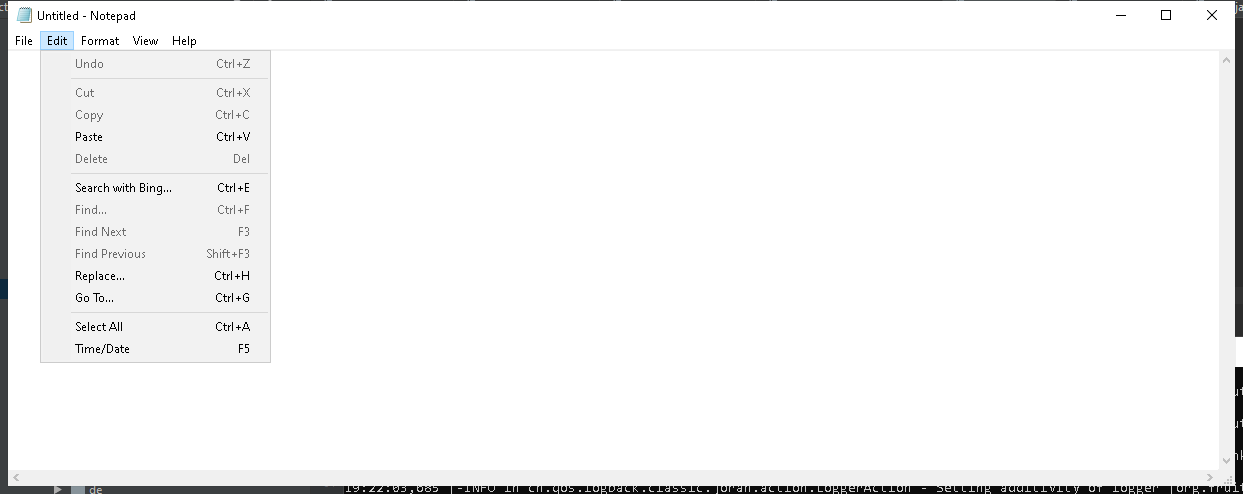 Untitled - Notepad
File Edit Format View Help
Undo Ctrl+Z
Cut Ctrl+X
Copy Ctrl+C
Paste Ctrl+V
Delete Del
Search with Bing... Ctrl+E
Find... Ctrl+F
Find Next F3
Find Previous Shift+F3
Replace... Ctrl+H
Go To... Ctrl+G
Select All Ctrl+A
Time/Date F5
de
19:22:03,685 |-INFO in ch.qos.logback.classic.joran.action.LoggerAction - Setting additivity of logger